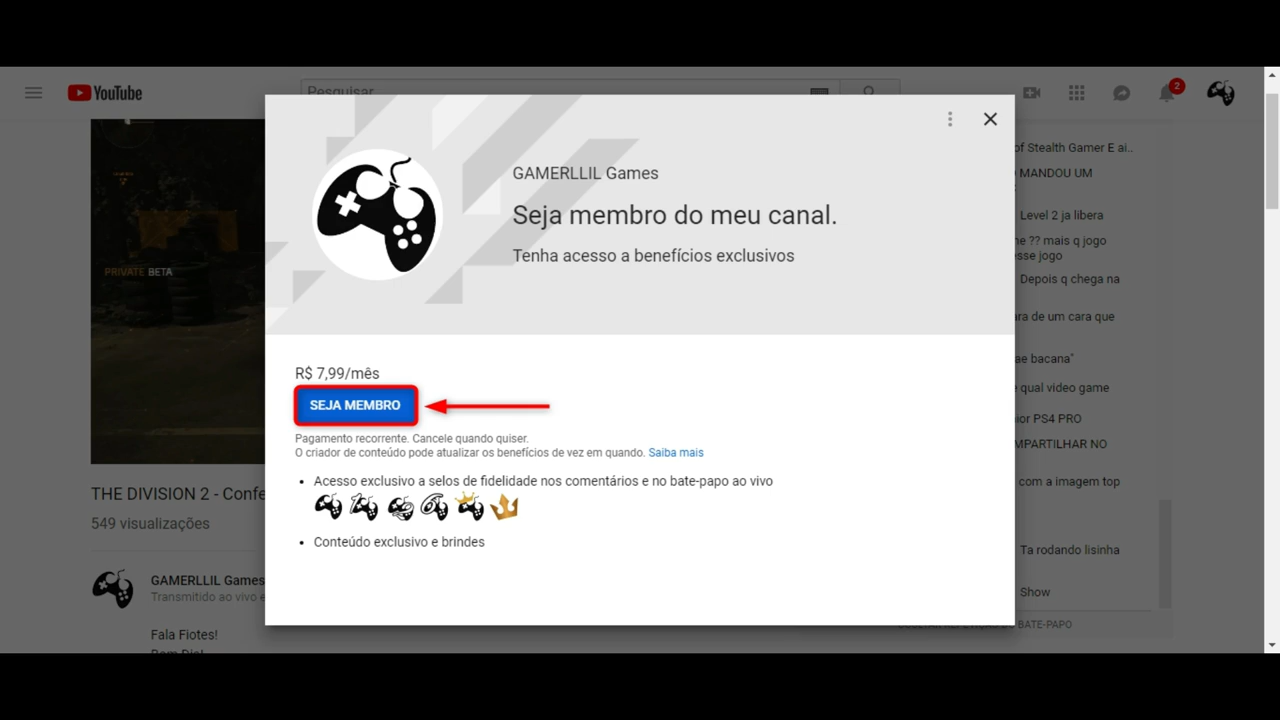 YouTube
Pesquisar
2
GAMERLLIL Games
Seja membro do meu canal.
Tenha acesso a benefícios exclusivos
R$ 7,99/mês
SEJA MEMBRO
Pagamento recorrente. Cancele quando quiser.
O criador de conteúdo pode atualizar os benefícios de vez em quando. Saiba mais
Acesso exclusivo a selos de fidelidade nos comentários e no bate-papo ao vivo
Conteúdo exclusivo e brindes
PRIVATE BETA
THE DIVISION 2 - Confe
549 visualizações
GAMERLLIL Games
Transmitido ao vivo e
Fala Fiotes!
of Stealth Gamer E ai..
MANDOU UM
Level 2 ja libera
?? mais q jogo
esse jogo
Depois q chega na
ara de um cara que
ae bacana"
e qual video game
ior PS4 PRO
MPARTILHAR NO
com a imagem top
Ta rodando lisinha
Show
BATE-PAPO